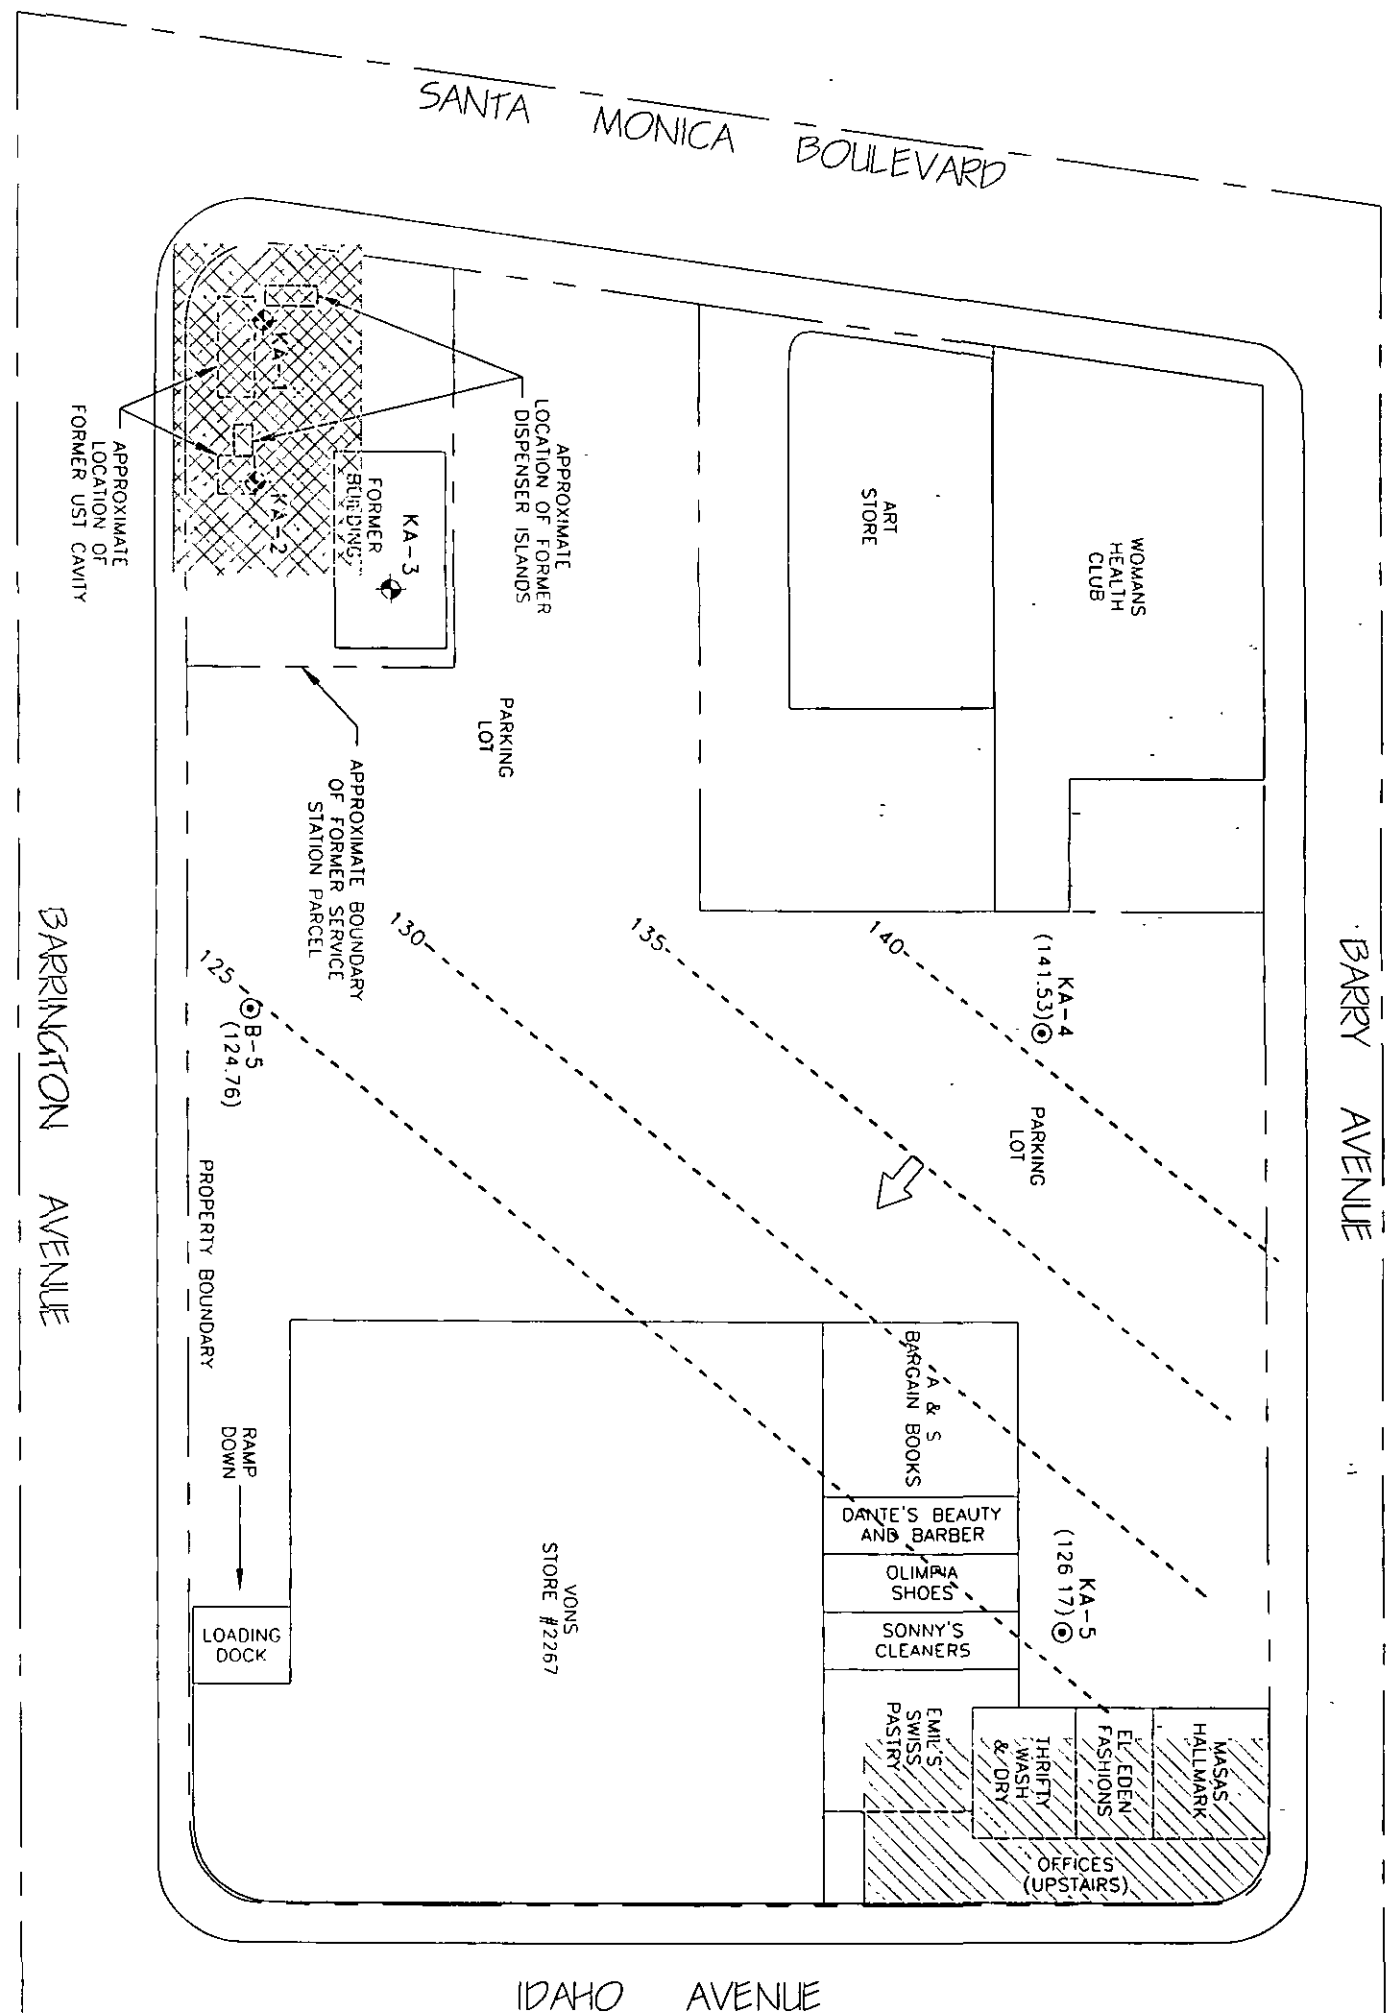 SANTA MONICA BOULEVARD
BARRY AVENUE
WOMANS
HEALTH
CLUB
ART
STORE
APPROXIMATE
LOCATION OF FORMER
DISPENSER ISLANDS
KA-1
KA-2
KA-3
FORMER
BUILDING
APPROXIMATE
LOCATION OF
FORMER UST CAVITY
PARKING
LOT
APPROXIMATE BOUNDARY
OF FORMER SERVICE
STATION PARCEL
140
135
130
125
KA-4
(141.53)
B-5
(124.76)
PARKING
LOT
BARRINGTON AVENUE
PROPERTY BOUNDARY
A & S
BARGAIN BOOKS
DANTE'S BEAUTY
AND BARBER
OLIMPIA
SHOES
SONNY'S
CLEANERS
KA-5
(126 17)
RAMP
DOWN
LOADING
DOCK
VONS
STORE #2267
EMIL'S
SWISS
PASTRY
THRIFTY
WASH
& DRY
EL EDEN
FASHIONS
MASAS
HALLMARK
OFFICES
(UPSTAIRS)
IDAHO AVENUE